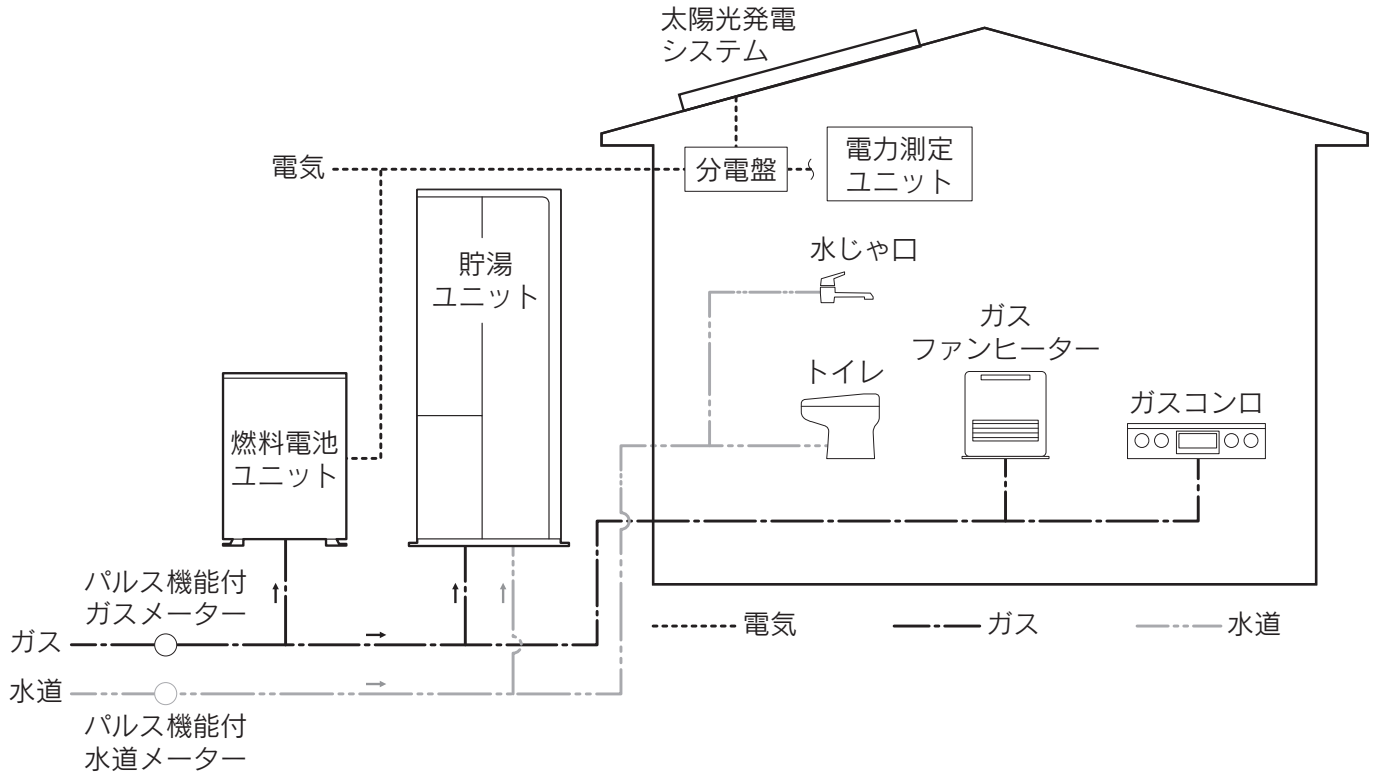 太陽光発電
システム
電気
分電盤
電力測定
ユニット
貯湯
ユニット
水じゃ口
ガス
ファンヒーター
トイレ
ガスコンロ
燃料電池
ユニット
パルス機能付
ガスメーター
ガス
水道
パルス機能付
水道メーター
電気
ガス
水道